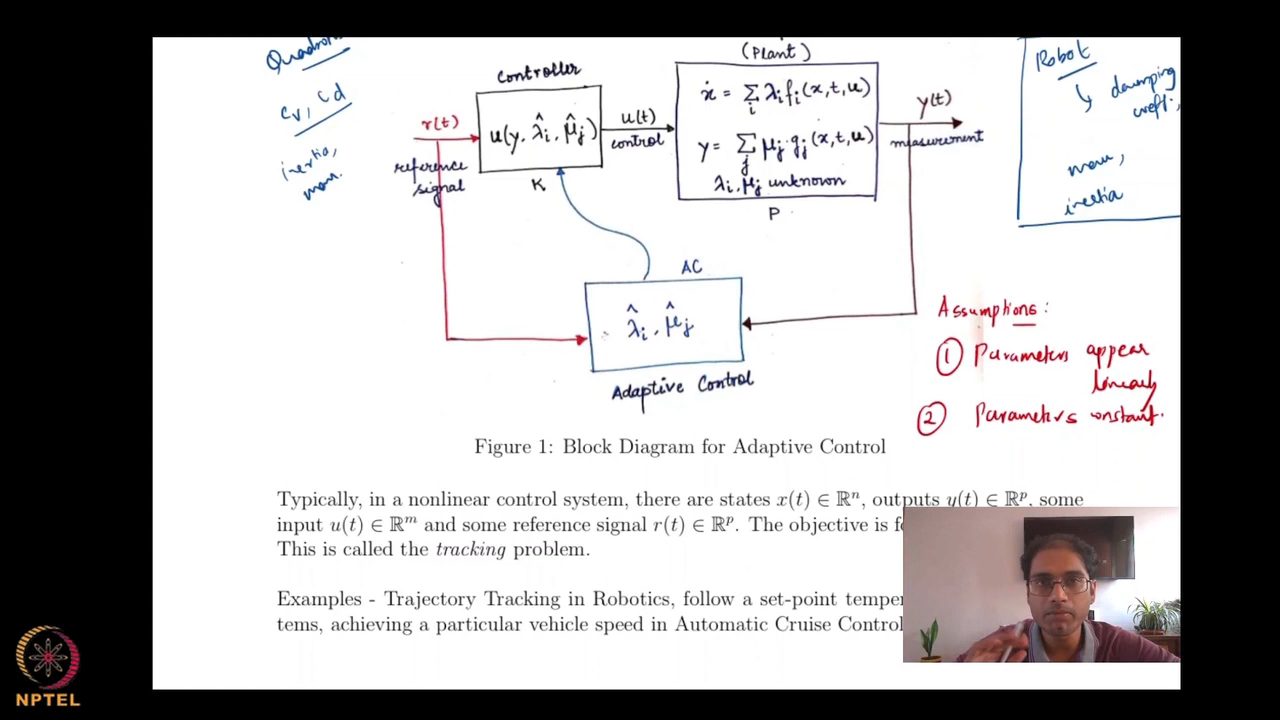 Controller
u(y, λ̂ᵢ, μ̂ⱼ)
K
r(t)
reference
signal
u(t)
control
(Plant)
ẋ = Σᵢ λᵢ fᵢ(x,t,u)
y = Σⱼ μⱼ gⱼ(x,t,u)
λᵢ, μⱼ unknown
P
y(t)
measurement
Cv, Cd
inertia,
mass.
Robot
damping
mass,
inertia
AC
λ̂ᵢ, μ̂ⱼ
Adaptive Control
Assumptions:
① Parameters appear
linearly
② Parameters constant.
Figure 1: Block Diagram for Adaptive Control
Typically, in a nonlinear control system, there are states x(t) ∈ ℝⁿ, outputs y(t) ∈ ℝᵖ, some
input u(t) ∈ ℝᵐ and some reference signal r(t) ∈ ℝᵖ. The objective is
This is called the tracking problem.
Examples - Trajectory Tracking in Robotics, follow a set-point
tems, achieving a particular vehicle speed in Automatic Cruise Control
NPTEL